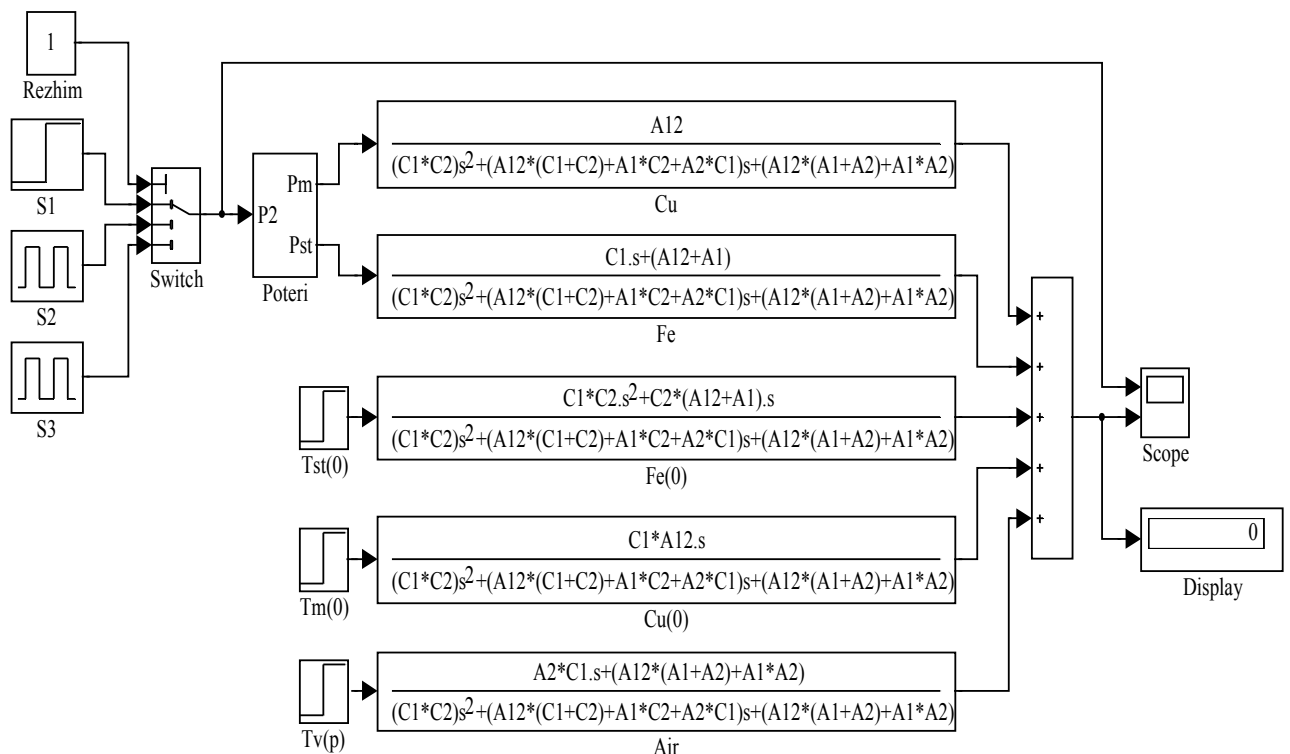 1
Rezhim
S1
S2
S3
Switch
P2
Pm
Pst
Poteri
A12
(C1*C2)s2+(A12*(C1+C2)+A1*C2+A2*C1)s+(A12*(A1+A2)+A1*A2)
Cu
C1.s+(A12+A1)
(C1*C2)s2+(A12*(C1+C2)+A1*C2+A2*C1)s+(A12*(A1+A2)+A1*A2)
Fe
Tst(0)
C1*C2.s2+C2*(A12+A1).s
(C1*C2)s2+(A12*(C1+C2)+A1*C2+A2*C1)s+(A12*(A1+A2)+A1*A2)
Fe(0)
Tm(0)
C1*A12.s
(C1*C2)s2+(A12*(C1+C2)+A1*C2+A2*C1)s+(A12*(A1+A2)+A1*A2)
Cu(0)
Tv(p)
A2*C1.s+(A12*(A1+A2)+A1*A2)
(C1*C2)s2+(A12*(C1+C2)+A1*C2+A2*C1)s+(A12*(A1+A2)+A1*A2)
Air
+
+
+
+
+
Scope
0
Display